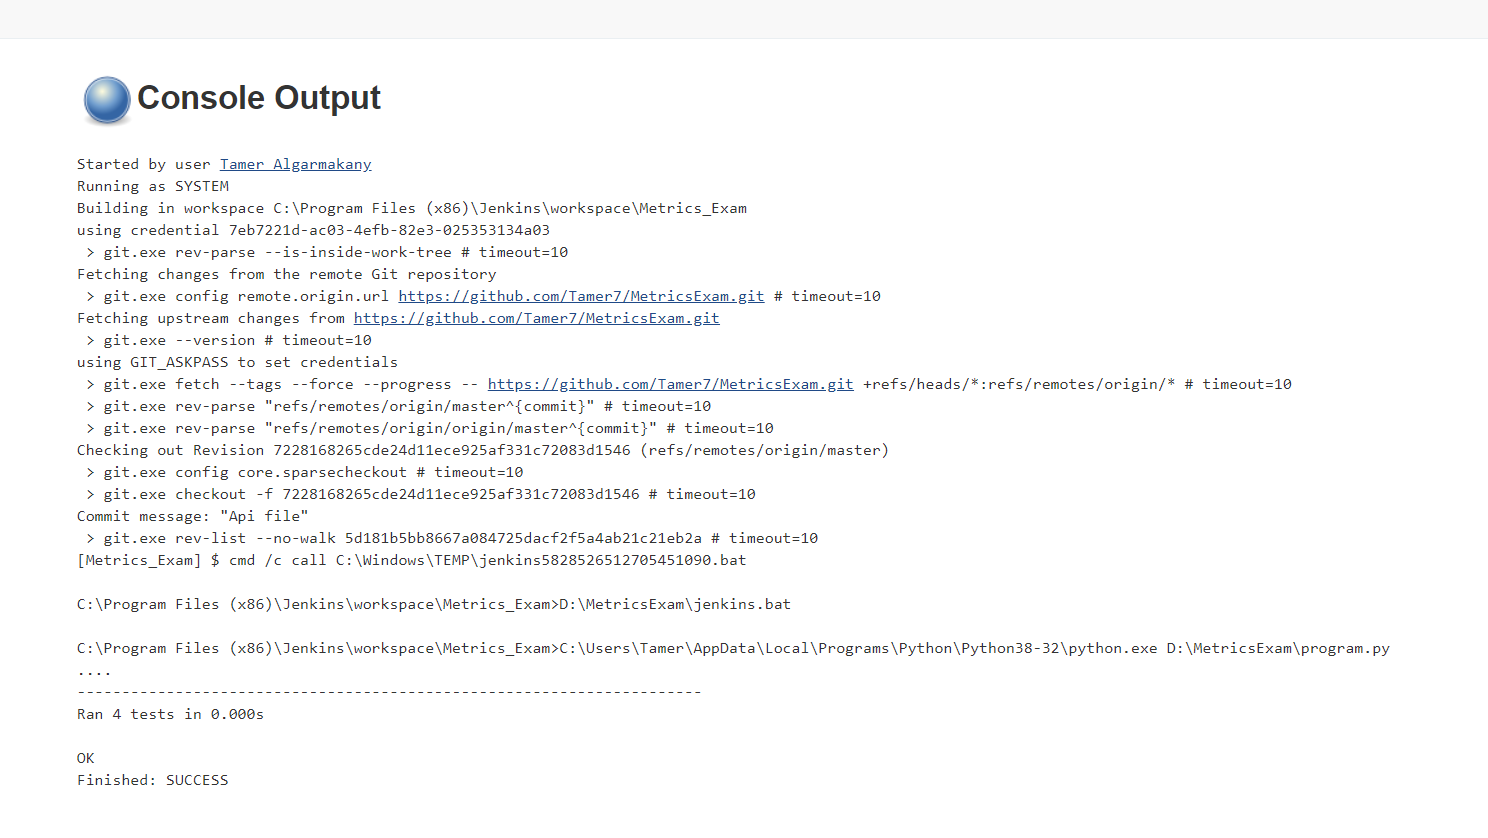 Console Output
Started by user Tamer Algarmakany
Running as SYSTEM
Building in workspace C:\Program Files (x86)\Jenkins\workspace\Metrics_Exam
using credential 7eb7221d-ac03-4efb-82e3-025353134a03
> git.exe rev-parse --is-inside-work-tree # timeout=10
Fetching changes from the remote Git repository
> git.exe config remote.origin.url https://github.com/Tamer7/MetricsExam.git # timeout=10
Fetching upstream changes from https://github.com/Tamer7/MetricsExam.git
> git.exe --version # timeout=10
using GIT_ASKPASS to set credentials
> git.exe fetch --tags --force --progress -- https://github.com/Tamer7/MetricsExam.git +refs/heads/*:refs/remotes/origin/* # timeout=10
> git.exe rev-parse "refs/remotes/origin/master^{commit}" # timeout=10
> git.exe rev-parse "refs/remotes/origin/origin/master^{commit}" # timeout=10
Checking out Revision 7228168265cde24d11ece925af331c72083d1546 (refs/remotes/origin/master)
> git.exe config core.sparsecheckout # timeout=10
> git.exe checkout -f 7228168265cde24d11ece925af331c72083d1546 # timeout=10
Commit message: "Api file"
> git.exe rev-list --no-walk 5d181b5bb8667a084725dacf2f5a4ab21c21eb2a # timeout=10
[Metrics_Exam] $ cmd /c call C:\Windows\TEMP\jenkins5828526512705451090.bat
C:\Program Files (x86)\Jenkins\workspace\Metrics_Exam>D:\MetricsExam\jenkins.bat
C:\Program Files (x86)\Jenkins\workspace\Metrics_Exam>C:\Users\Tamer\AppData\Local\Programs\Python\Python38-32\python.exe D:\MetricsExam\program.py
....
----------------------------------------------------------------------
Ran 4 tests in 0.000s
OK
Finished: SUCCESS